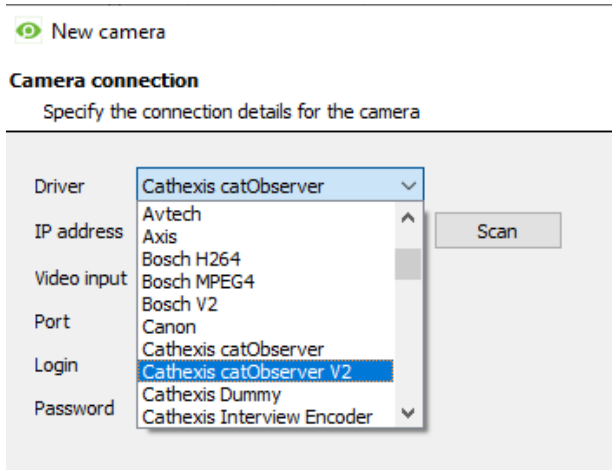 New camera
Camera connection
Specify the connection details for the camera
Driver Cathexis catObserver
Avtech
IP address Axis Scan
Bosch H264
Video input Bosch MPEG4
Bosch V2
Port Canon
Cathexis catObserver
Login Cathexis catObserver V2
Cathexis Dummy
Password Cathexis Interview Encoder